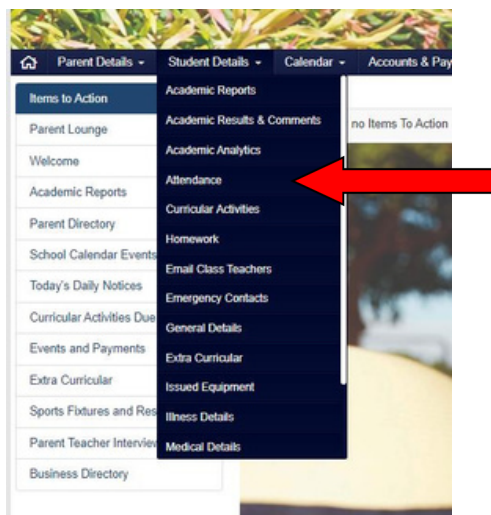 Parent Details
Student Details
Calendar
Accounts & Pay
Items to Action
Parent Lounge
Welcome
Academic Reports
Parent Directory
School Calendar Events
Today's Daily Notices
Curricular Activities Due
Events and Payments
Extra Curricular
Sports Fixtures and Res
Parent Teacher Interview
Business Directory
Academic Reports
Academic Results & Comments
Academic Analytics
Attendance
Curricular Activities
Homework
Email Class Teachers
Emergency Contacts
General Details
Extra Curricular
Issued Equipment
Illness Details
Medical Details
no Items To Action